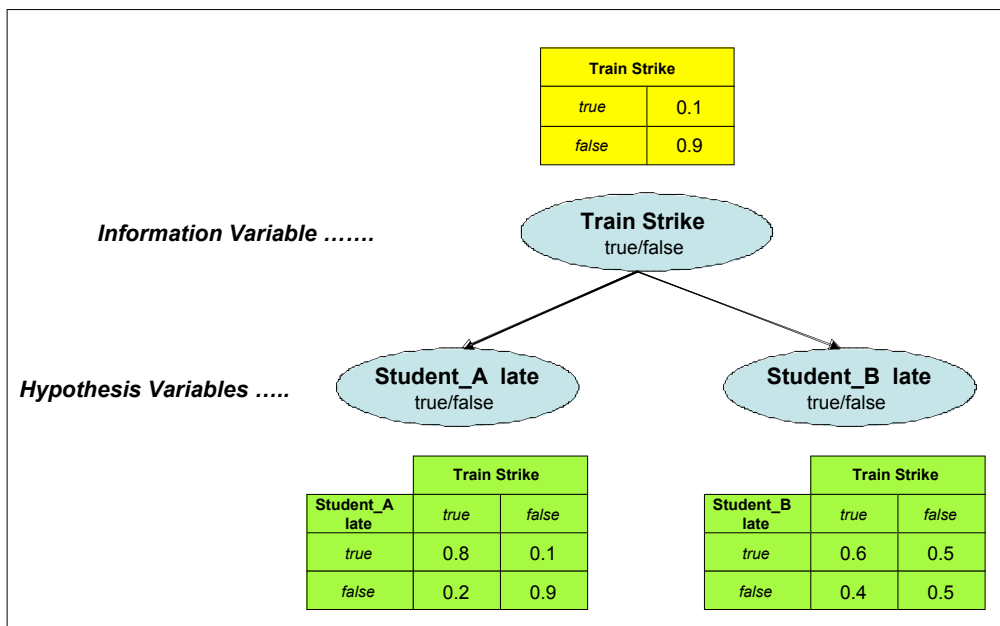 Train Strike
true 0.1
false 0.9
Train Strike
true/false
Information Variable …….
Student_A late
true/false
Student_B late
true/false
Hypothesis Variables …..
Train Strike
Student_A
late
true false
true 0.8 0.1
false 0.2 0.9
Train Strike
Student_B
late
true false
true 0.6 0.5
false 0.4 0.5